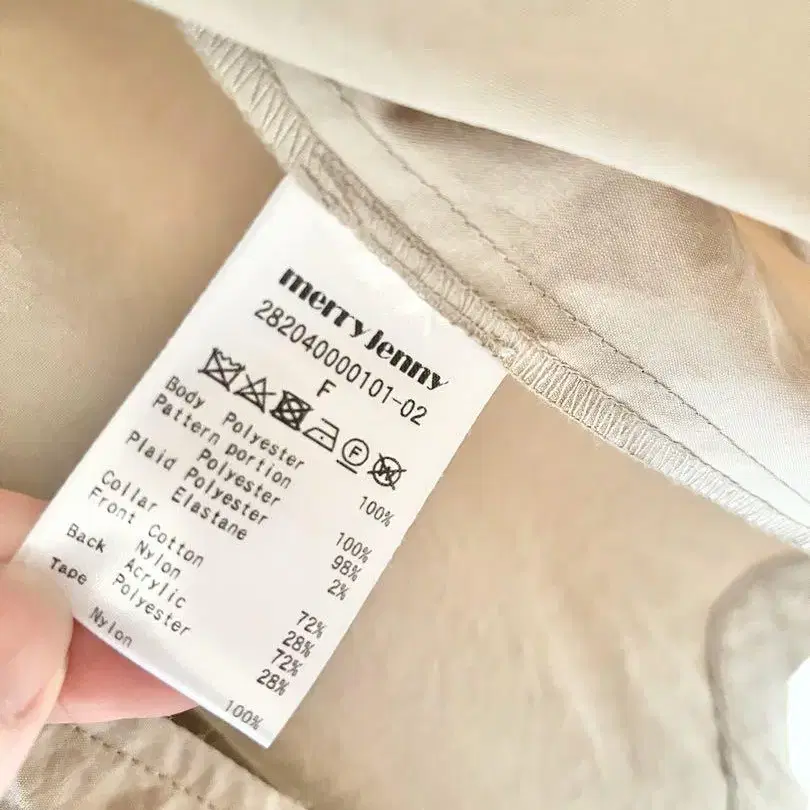 merry jenny
282040000101-02
F
Body Polyester 100%
Pattern portion
Polyester 100%
Plaid Polyester 98%
Elastane 2%
Collar
Front Cotton 72%
Nylon 28%
Back Acrylic 72%
Polyester 28%
Tape
Nylon 100%